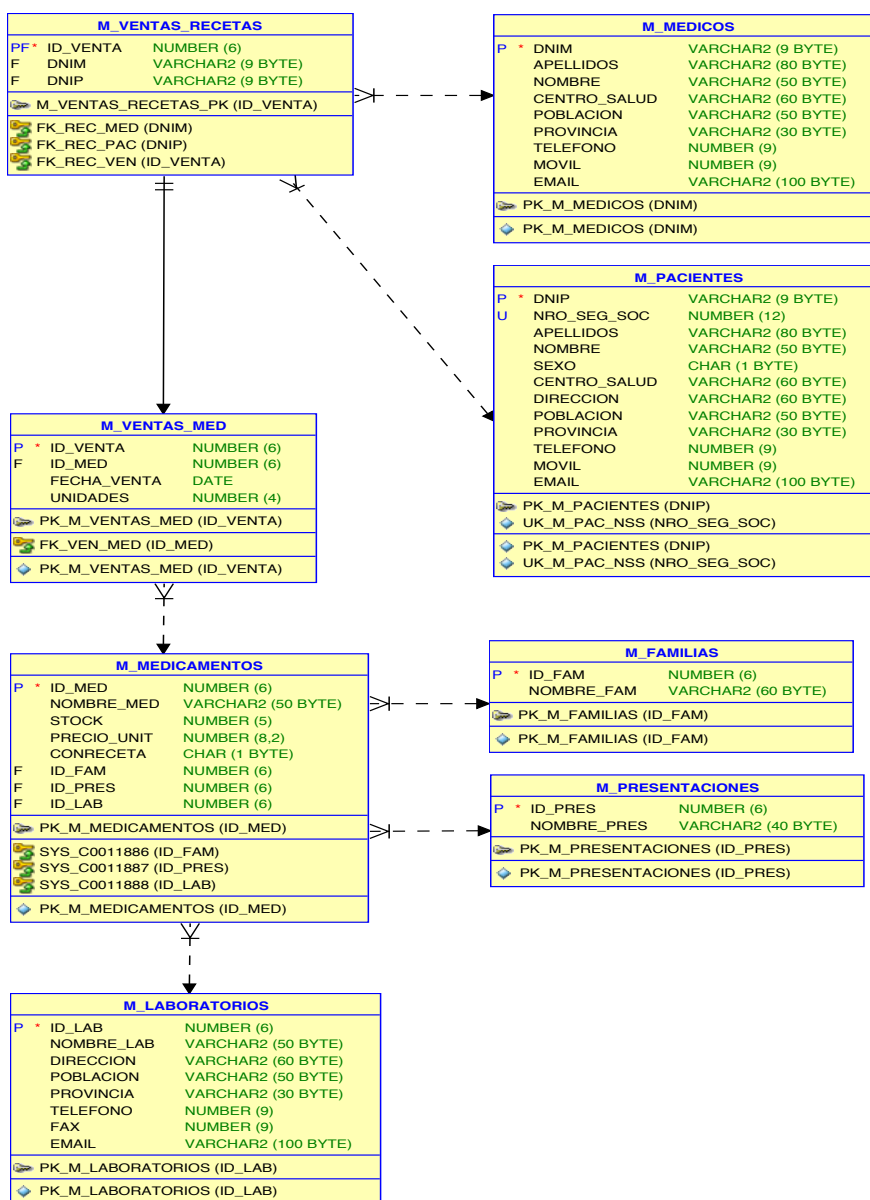 M_VENTAS_RECETAS
PF* ID_VENTA NUMBER (6)
F DNIM VARCHAR2 (9 BYTE)
F DNIP VARCHAR2 (9 BYTE)
M_VENTAS_RECETAS_PK (ID_VENTA)
FK_REC_MED (DNIM)
FK_REC_PAC (DNIP)
FK_REC_VEN (ID_VENTA)
M_MEDICOS
P * DNIM VARCHAR2 (9 BYTE)
APELLIDOS VARCHAR2 (80 BYTE)
NOMBRE VARCHAR2 (50 BYTE)
CENTRO_SALUD VARCHAR2 (60 BYTE)
POBLACION VARCHAR2 (50 BYTE)
PROVINCIA VARCHAR2 (30 BYTE)
TELEFONO NUMBER (9)
MOVIL NUMBER (9)
EMAIL VARCHAR2 (100 BYTE)
PK_M_MEDICOS (DNIM)
PK_M_MEDICOS (DNIM)
M_PACIENTES
P * DNIP VARCHAR2 (9 BYTE)
U NRO_SEG_SOC NUMBER (12)
APELLIDOS VARCHAR2 (80 BYTE)
NOMBRE VARCHAR2 (50 BYTE)
SEXO CHAR (1 BYTE)
CENTRO_SALUD VARCHAR2 (60 BYTE)
DIRECCION VARCHAR2 (60 BYTE)
POBLACION VARCHAR2 (50 BYTE)
PROVINCIA VARCHAR2 (30 BYTE)
TELEFONO NUMBER (9)
MOVIL NUMBER (9)
EMAIL VARCHAR2 (100 BYTE)
PK_M_PACIENTES (DNIP)
UK_M_PAC_NSS (NRO_SEG_SOC)
PK_M_PACIENTES (DNIP)
UK_M_PAC_NSS (NRO_SEG_SOC)
M_VENTAS_MED
P * ID_VENTA NUMBER (6)
F ID_MED NUMBER (6)
FECHA_VENTA DATE
UNIDADES NUMBER (4)
PK_M_VENTAS_MED (ID_VENTA)
FK_VEN_MED (ID_MED)
PK_M_VENTAS_MED (ID_VENTA)
M_MEDICAMENTOS
P * ID_MED NUMBER (6)
NOMBRE_MED VARCHAR2 (50 BYTE)
STOCK NUMBER (5)
PRECIO_UNIT NUMBER (8,2)
CONRECETA CHAR (1 BYTE)
F ID_FAM NUMBER (6)
F ID_PRES NUMBER (6)
F ID_LAB NUMBER (6)
PK_M_MEDICAMENTOS (ID_MED)
SYS_C0011886 (ID_FAM)
SYS_C0011887 (ID_PRES)
SYS_C0011888 (ID_LAB)
PK_M_MEDICAMENTOS (ID_MED)
M_FAMILIAS
P * ID_FAM NUMBER (6)
NOMBRE_FAM VARCHAR2 (60 BYTE)
PK_M_FAMILIAS (ID_FAM)
PK_M_FAMILIAS (ID_FAM)
M_PRESENTACIONES
P * ID_PRES NUMBER (6)
NOMBRE_PRES VARCHAR2 (40 BYTE)
PK_M_PRESENTACIONES (ID_PRES)
PK_M_PRESENTACIONES (ID_PRES)
M_LABORATORIOS
P * ID_LAB NUMBER (6)
NOMBRE_LAB VARCHAR2 (50 BYTE)
DIRECCION VARCHAR2 (60 BYTE)
POBLACION VARCHAR2 (50 BYTE)
PROVINCIA VARCHAR2 (30 BYTE)
TELEFONO NUMBER (9)
FAX NUMBER (9)
EMAIL VARCHAR2 (100 BYTE)
PK_M_LABORATORIOS (ID_LAB)
PK_M_LABORATORIOS (ID_LAB)